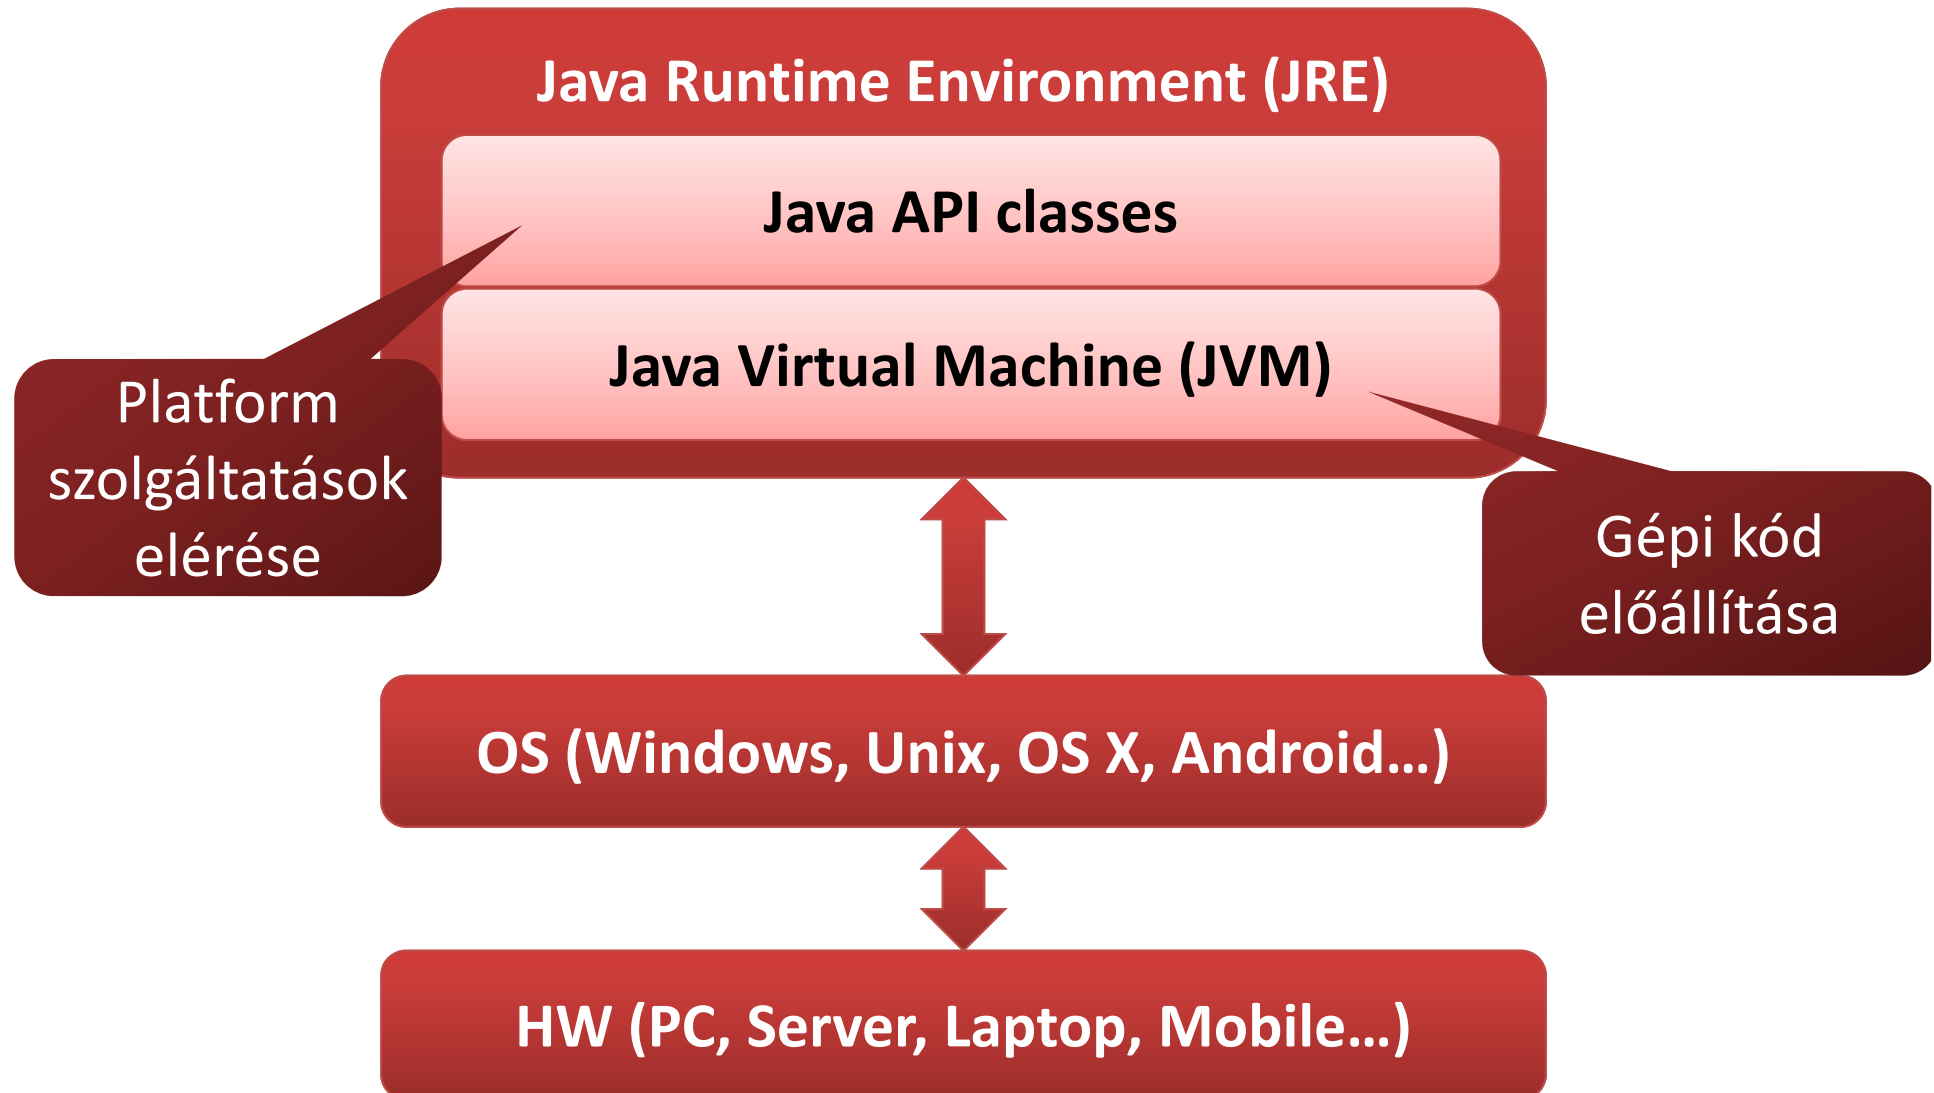 Java Runtime Environment (JRE)
Java API classes
Java Virtual Machine (JVM)
Platform
szolgáltatások
elérése
Gépi kód
előállítása
OS (Windows, Unix, OS X, Android...)
HW (PC, Server, Laptop, Mobile...)